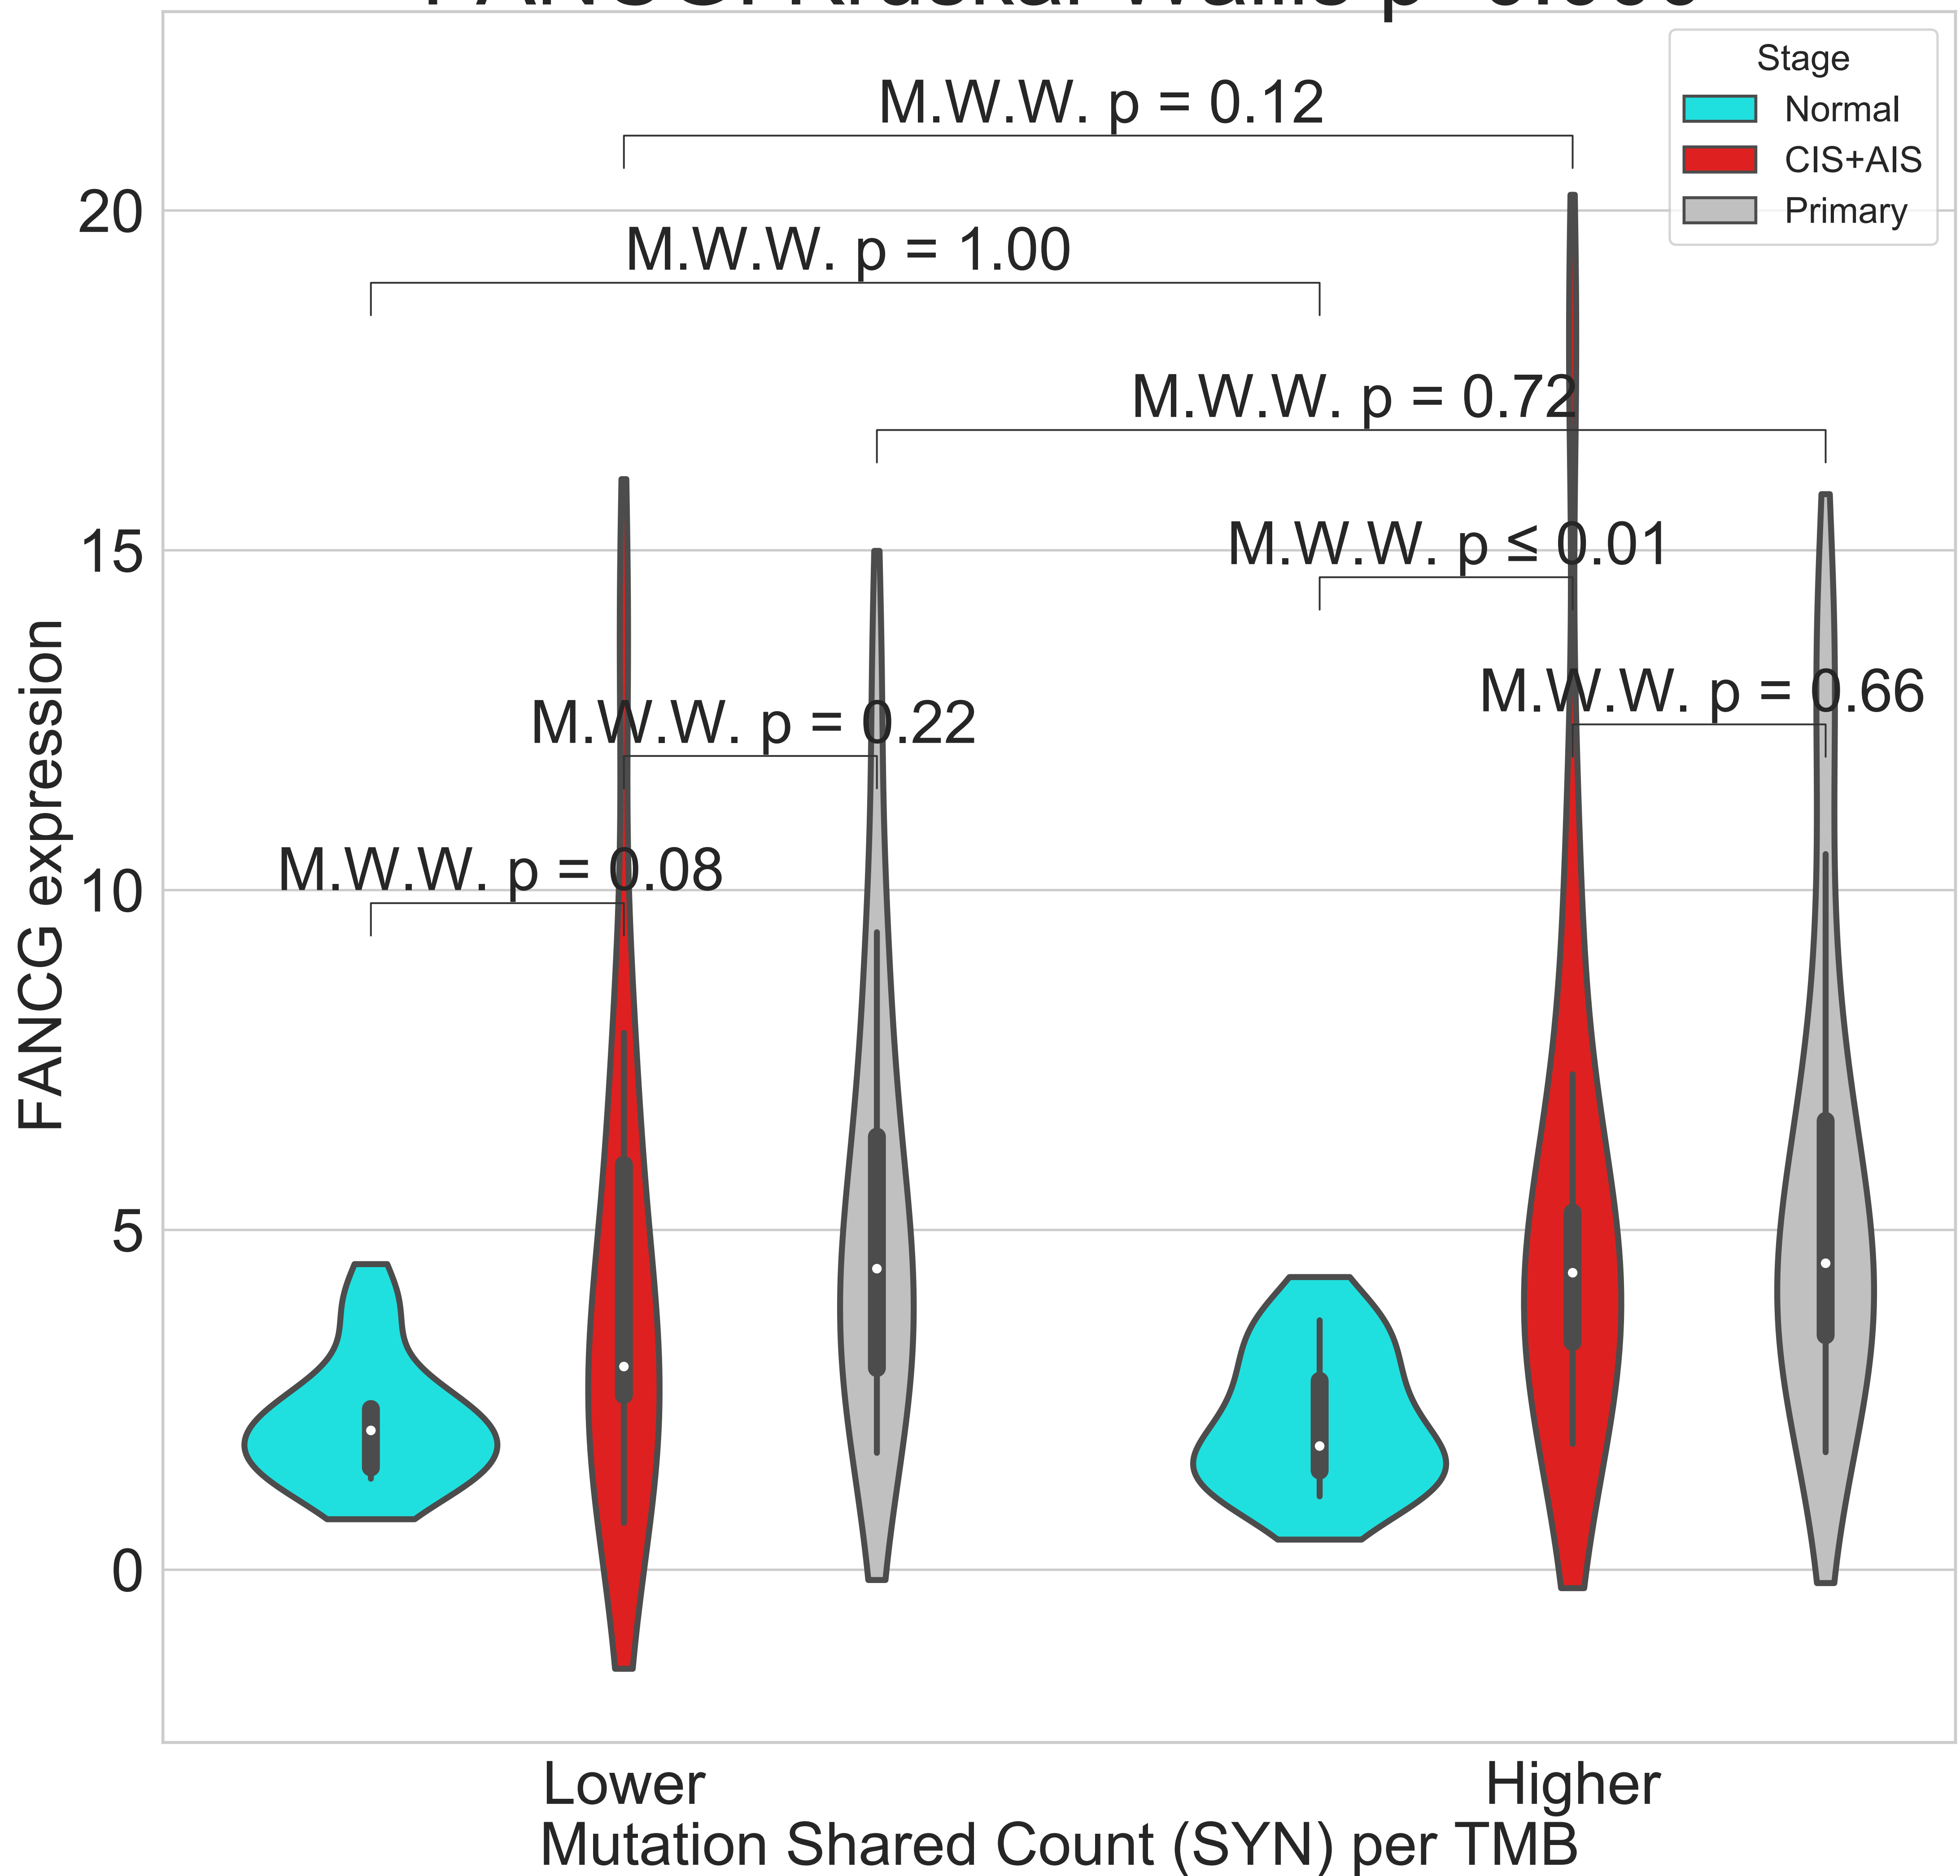 Stage
Normal
CIS+AIS
Primary
M.W.W. p = 0.12
M.W.W. p = 1.00
M.W.W. p = 0.72
M.W.W. p ≤ 0.01
M.W.W. p = 0.66
M.W.W. p = 0.22
M.W.W. p = 0.08
20
15
10
5
0
FANCG expression
Lower
Higher
Mutation Shared Count (SYN) per TMB